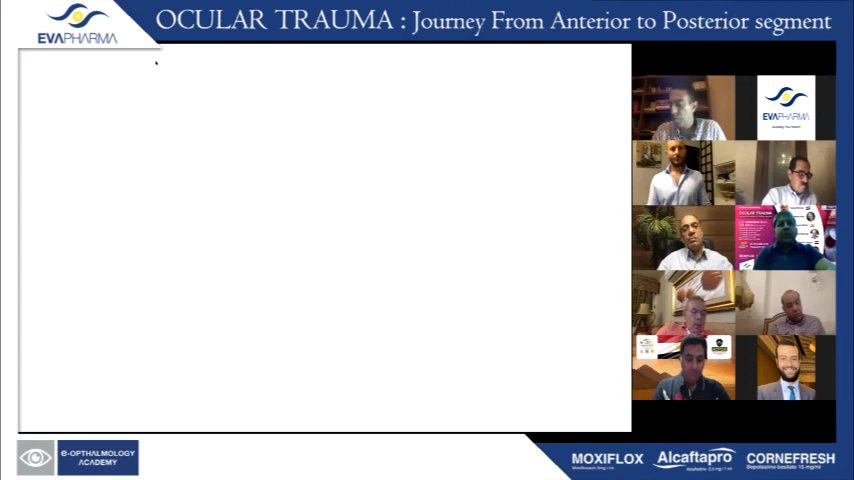 EVAPHARMA
OCULAR TRAUMA : Journey From Anterior to Posterior segment
EVAPHARMA
OCULAR TRAUMA
e-OPTHALMOLOGY
ACADEMY
MOXIFLOX
Alcaftapro
CORNEFRESH